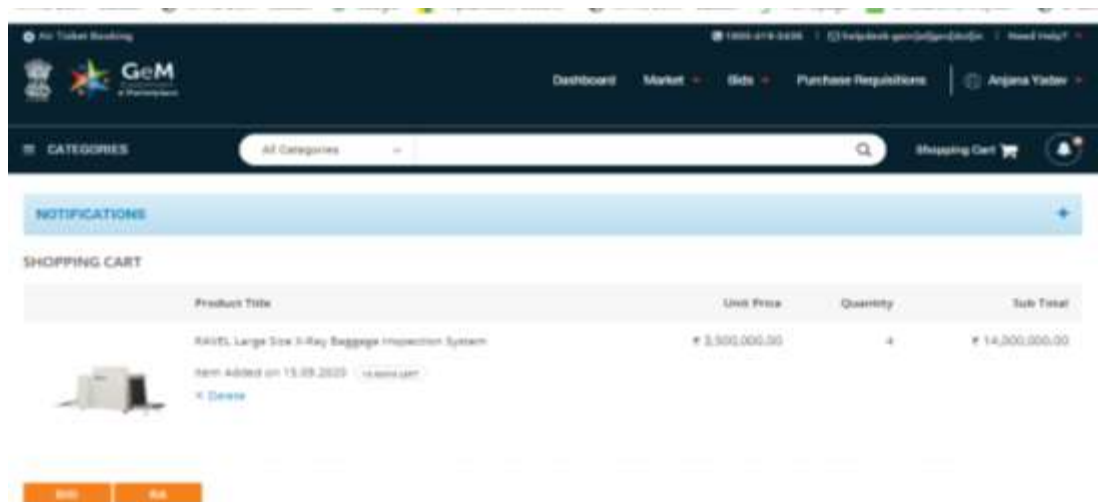 Air Ticket Booking
Need Help?
GeM
Dashboard Market Bids Purchase Requisitions Anjana Yadav
CATEGORIES All Categories Shopping Cart
NOTIFICATIONS +
SHOPPING CART
Product Title Unit Price Quantity Sub Total
RAVEL Large Size X-Ray Baggage Inspection System ₹ 3,500,000.00 4 ₹ 14,000,000.00
Item Added on 15.09.2020
× Delete
BID RA